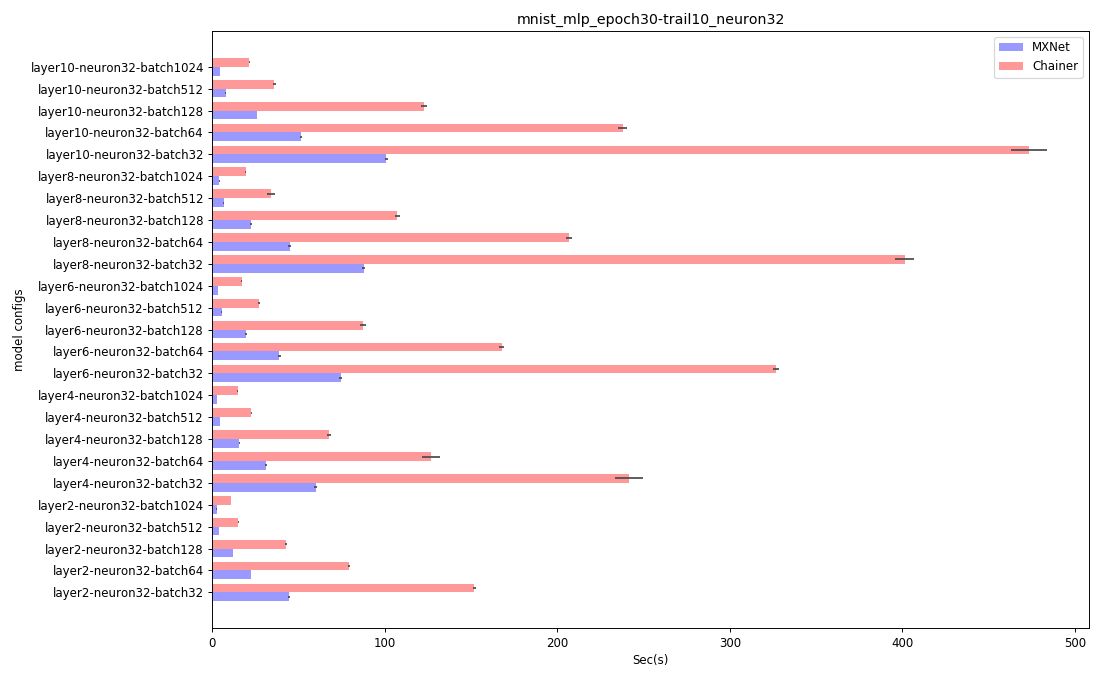 mnist_mlp_epoch30-trail10_neuron32
MXNet
Chainer
layer10-neuron32-batch1024
layer10-neuron32-batch512
layer10-neuron32-batch128
layer10-neuron32-batch64
layer10-neuron32-batch32
layer8-neuron32-batch1024
layer8-neuron32-batch512
layer8-neuron32-batch128
layer8-neuron32-batch64
layer8-neuron32-batch32
layer6-neuron32-batch1024
layer6-neuron32-batch512
layer6-neuron32-batch128
layer6-neuron32-batch64
layer6-neuron32-batch32
layer4-neuron32-batch1024
layer4-neuron32-batch512
layer4-neuron32-batch128
layer4-neuron32-batch64
layer4-neuron32-batch32
layer2-neuron32-batch1024
layer2-neuron32-batch512
layer2-neuron32-batch128
layer2-neuron32-batch64
layer2-neuron32-batch32
model configs
0 100 200 300 400 500
Sec(s)